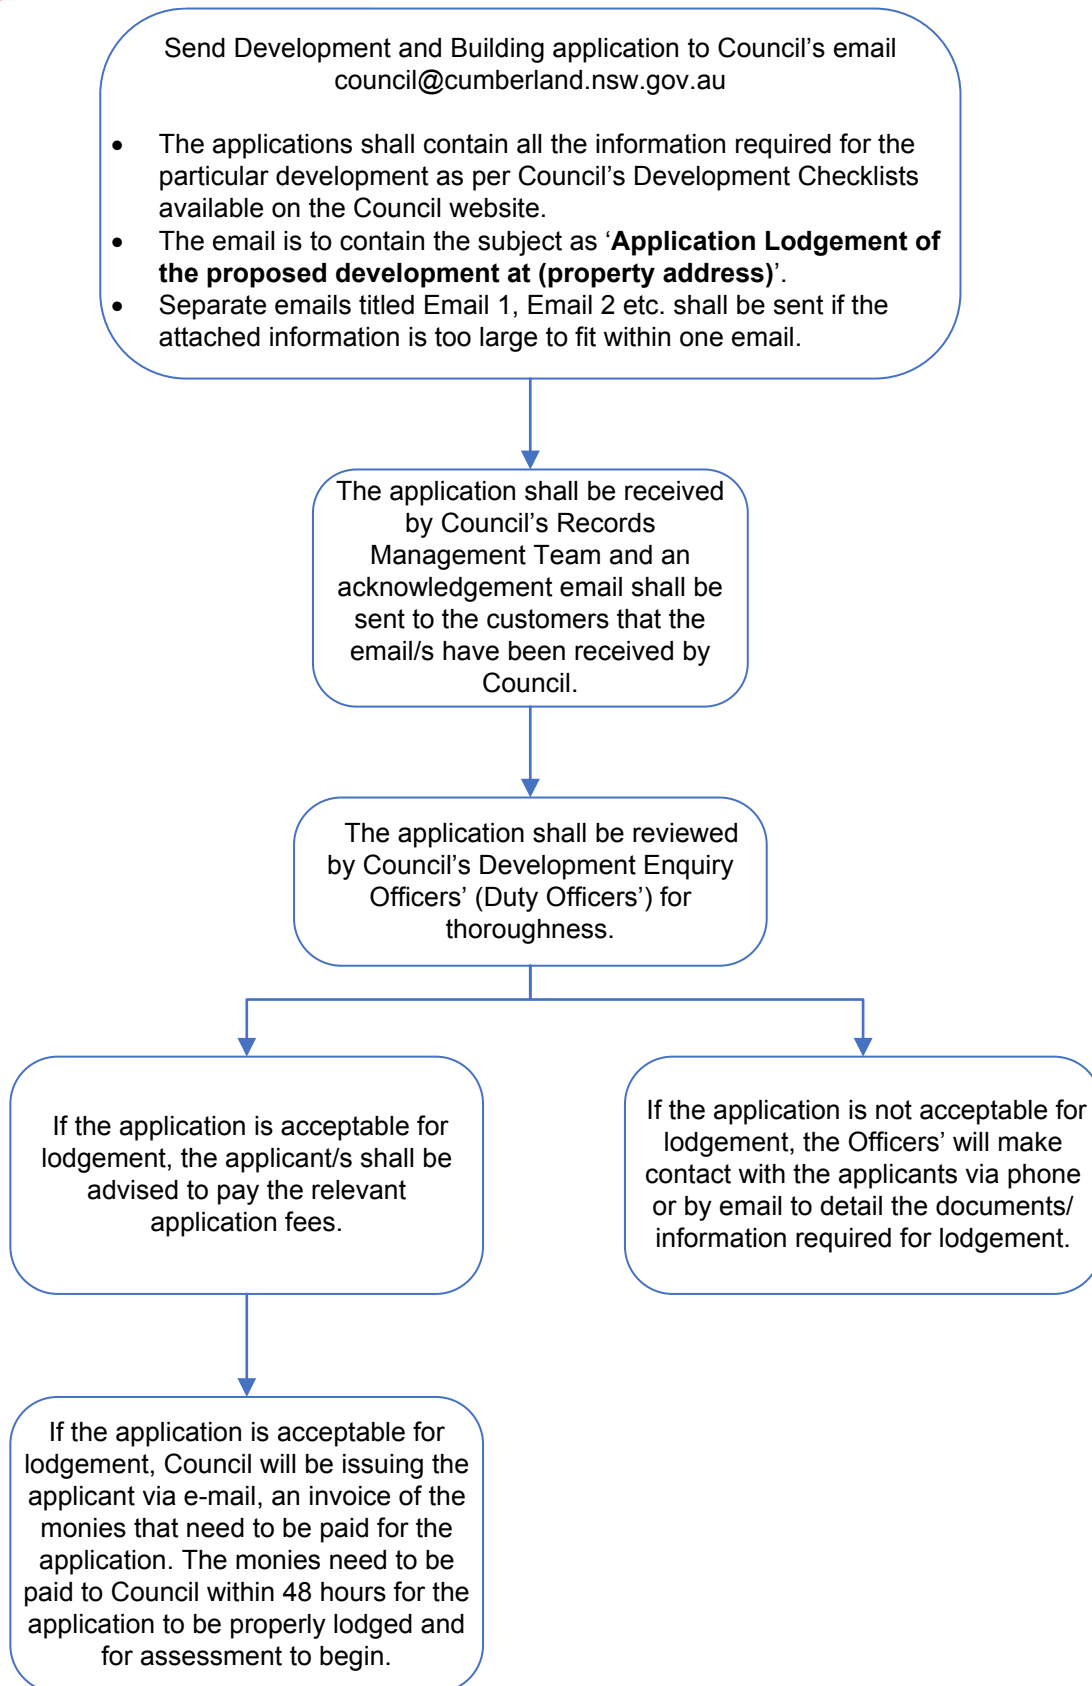 Send Development and Building application to Council’s email
council@cumberland.nsw.gov.au
• The applications shall contain all the information required for the
particular development as per Council’s Development Checklists
available on the Council website.
• The email is to contain the subject as ‘Application Lodgement of
the proposed development at (property address)’.
• Separate emails titled Email 1, Email 2 etc. shall be sent if the
attached information is too large to fit within one email.
The application shall be received
by Council’s Records
Management Team and an
acknowledgement email shall be
sent to the customers that the
email/s have been received by
Council.
The application shall be reviewed
by Council’s Development Enquiry
Officers’ (Duty Officers’) for
thoroughness.
If the application is acceptable for
lodgement, the applicant/s shall be
advised to pay the relevant
application fees.
If the application is not acceptable for
lodgement, the Officers’ will make
contact with the applicants via phone
or by email to detail the documents/
information required for lodgement.
If the application is acceptable for
lodgement, Council will be issuing the
applicant via e-mail, an invoice of the
monies that need to be paid for the
application. The monies need to be
paid to Council within 48 hours for the
application to be properly lodged and
for assessment to begin.